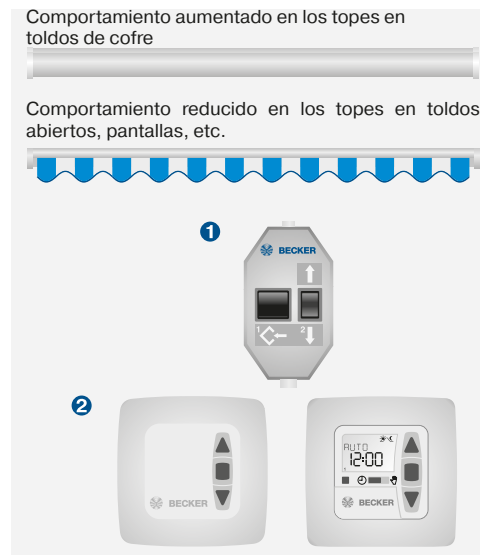 Comportamiento aumentado en los topes en
toldos de cofre
Comportamiento reducido en los topes en toldos
abiertos, pantallas, etc.
1
BECKER
1 2
2
BECKER
AUTO
12:00
BECKER